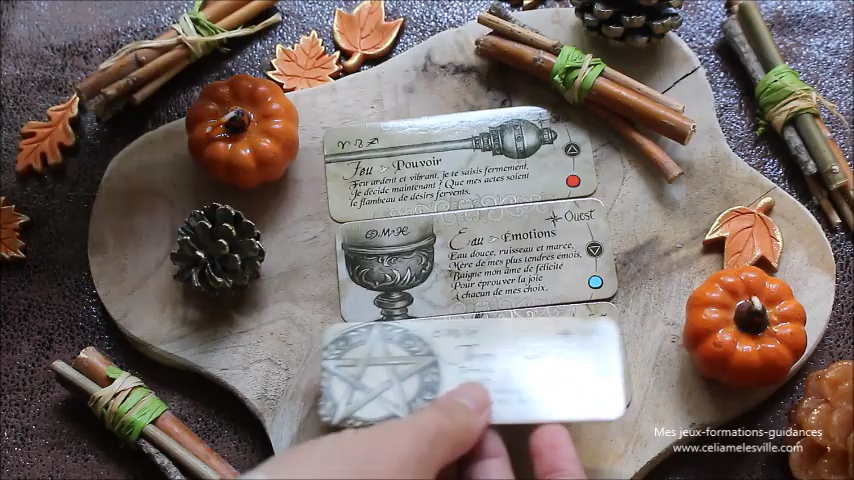 Feu Pouvoir
Feu ardent et vibrant, je te saisis fermement.
Je décide maintenant ! Que mes actes soient
le flambeau de désirs fervents.
Ouest
Eau Émotions
Eau douce, ruisseau et marée,
Mère de mes plus tendres émois,
Baigne mon âme de félicité
Pour éprouver la joie
À chacun de mes choix.
Mes jeux-formations-guidances
www.celiamelesville.com